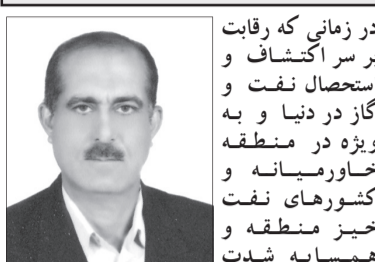 در زمانی که رقابت
بر سر اکتشاف و
استحصال نفت و
گاز در دنیا و به
ویژه در منطقه
خاورمیانه و
کشورهای نفت
خیز منطقه و
همسایه شدت